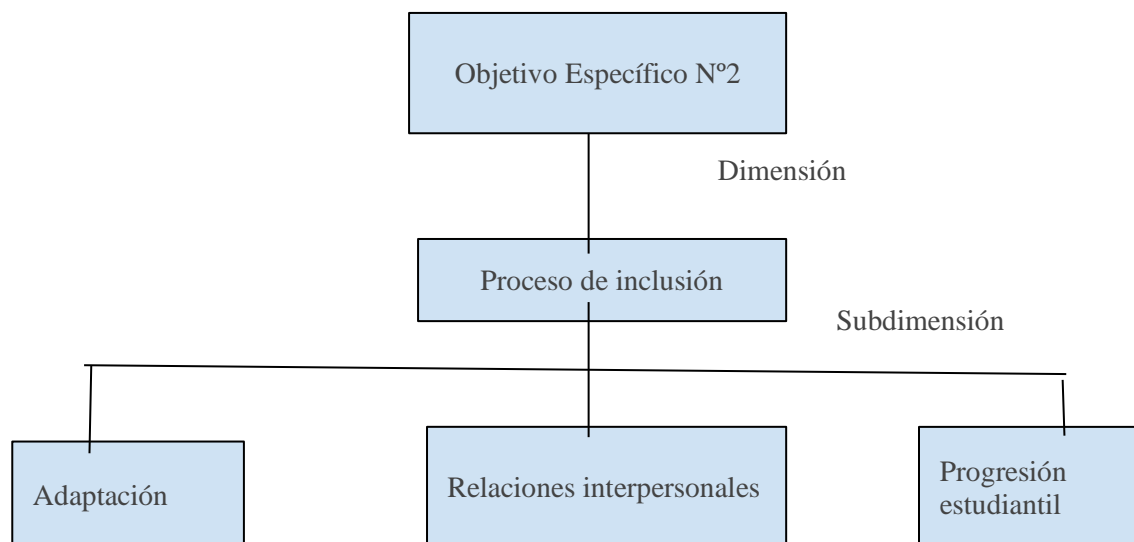 Objetivo Específico Nº2
Dimensión
Proceso de inclusión
Subdimensión
Adaptación
Relaciones interpersonales
Progresión
estudiantil